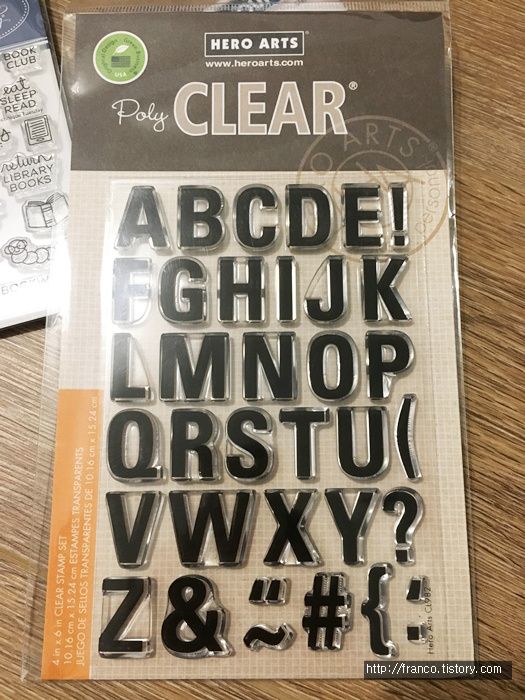 BOOK
CLUB
eat
SLEEP
READ
return
LIBRARY
BOOKS
HERO ARTS®
www.heroarts.com
USA
Poly CLEAR®
ARTS
ABCDE!
FGHIJK
LMNOP
QRSTU(
VWXY?
Z&"~#{:
4 in x 6 in CLEAR STAMP SET
10.16 cm x 15.24 cm ESTAMPES TRANSPARENTS
JUEGO DE SELLOS TRANSPARENTES DE 10.16 cm x 15.24 cm
Hero Arts
http://franco.tistory.com